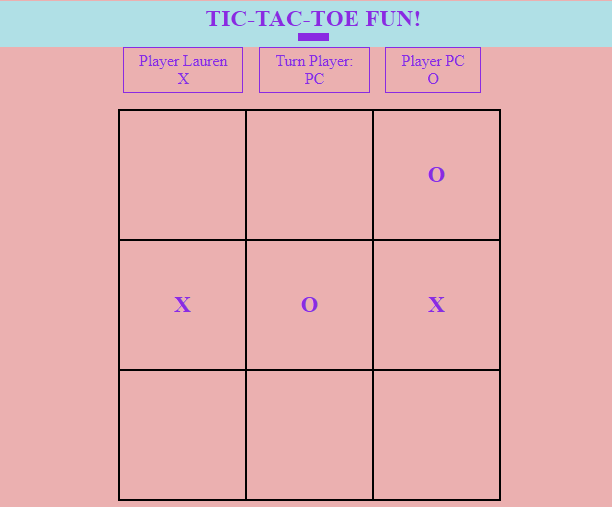 TIC-TAC-TOE FUN!
Player Lauren
X
Turn Player:
PC
Player PC
O
O
X O X